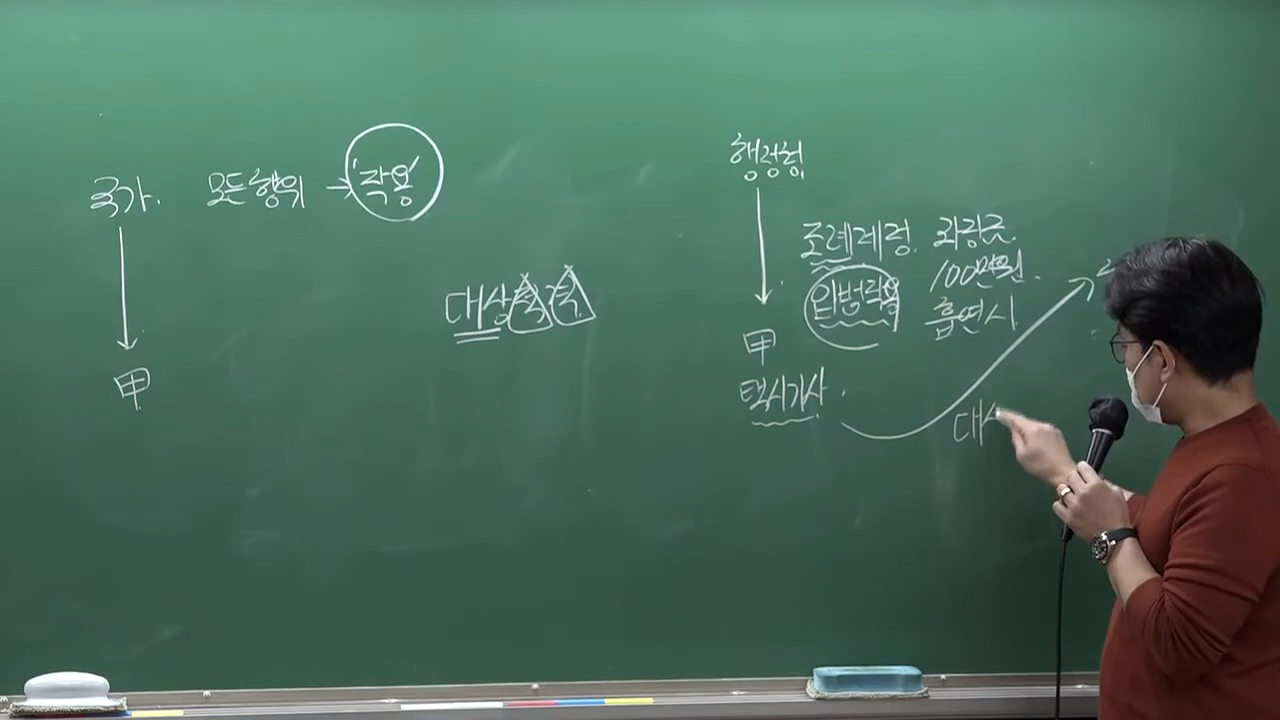 국가. 모든 행위 → '작용'
甲
대상적격
행정청
조례제정. 과징금
100만원.
입법작용
흡연시
甲
택시기사.
대상